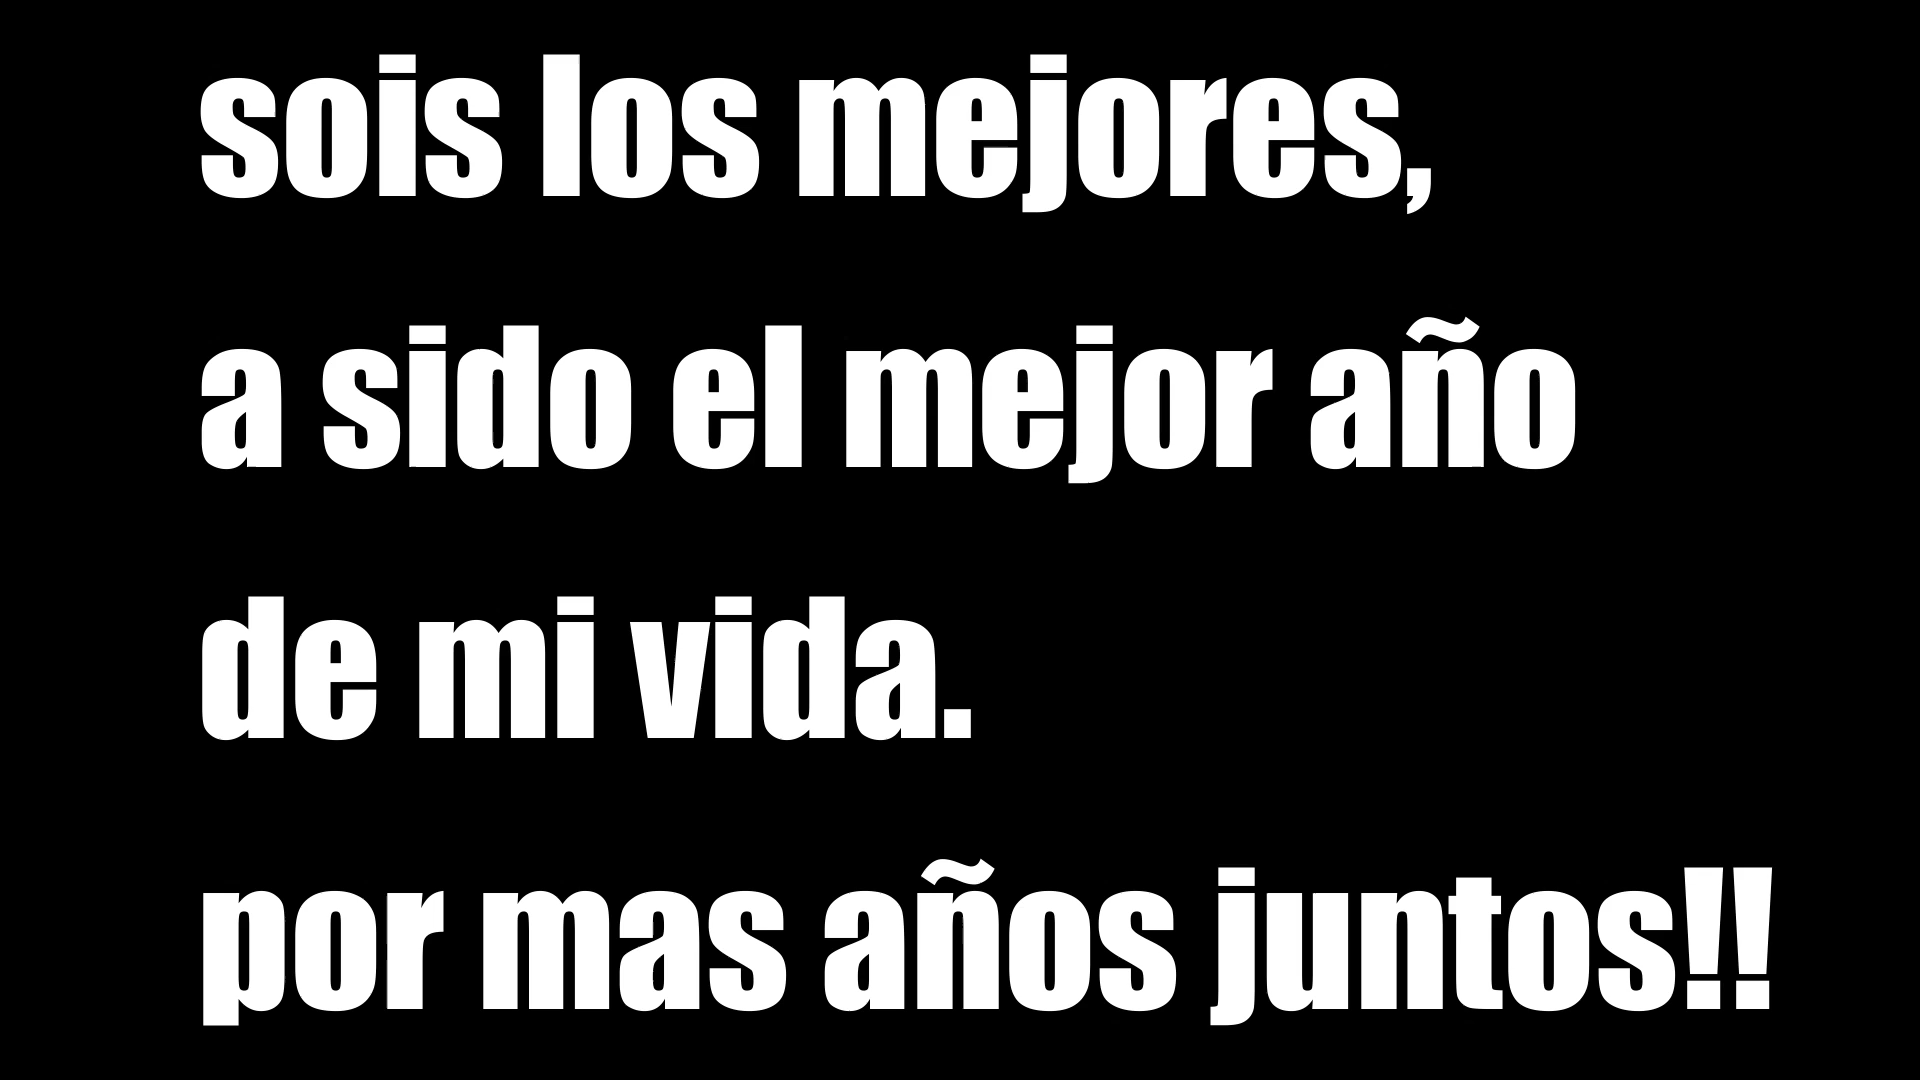 sois los mejores,
a sido el mejor año
de mi vida.
por mas años juntos!!